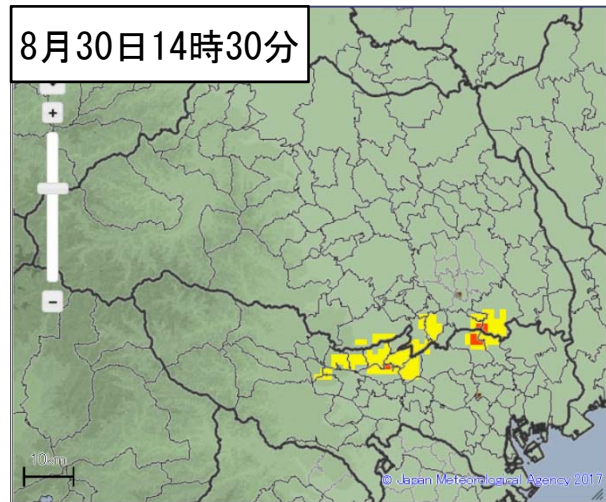 8月30日14時30分
+
−
10km
© Japan Meteorological Agency 2017